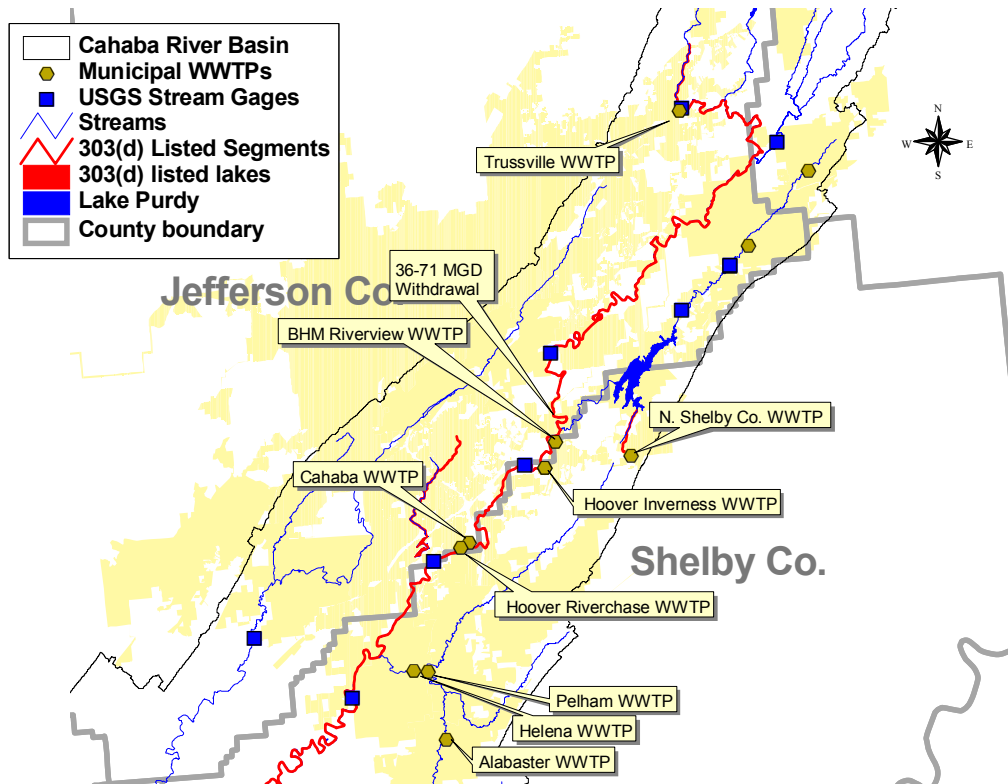 Cahaba River Basin
Municipal WWTPs
USGS Stream Gages
Streams
303(d) Listed Segments
303(d) listed lakes
Lake Purdy
County boundary
N
W
E
S
Trussville WWTP
36-71 MGD
Withdrawal
Jefferson Co.
BHM Riverview WWTP
N. Shelby Co. WWTP
Cahaba WWTP
Hoover Inverness WWTP
Shelby Co.
Hoover Riverchase WWTP
Pelham WWTP
Helena WWTP
Alabaster WWTP